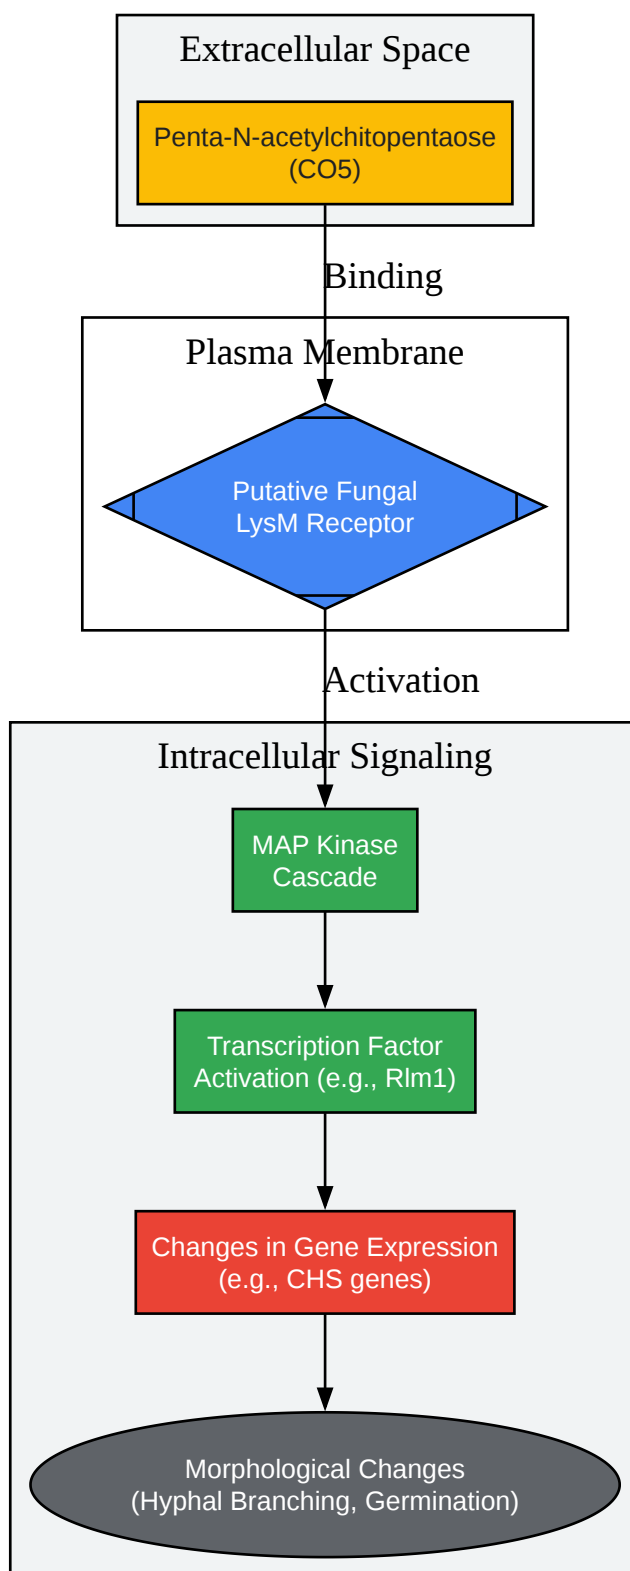 Extracellular Space
Penta-N-acetylchitopentaose
(CO5)
Binding
Plasma Membrane
Putative Fungal
LysM Receptor
Activation
Intracellular Signaling
MAP Kinase
Cascade
Transcription Factor
Activation (e.g., Rlm1)
Changes in Gene Expression
(e.g., CHS genes)
Morphological Changes
(Hyphal Branching, Germination)